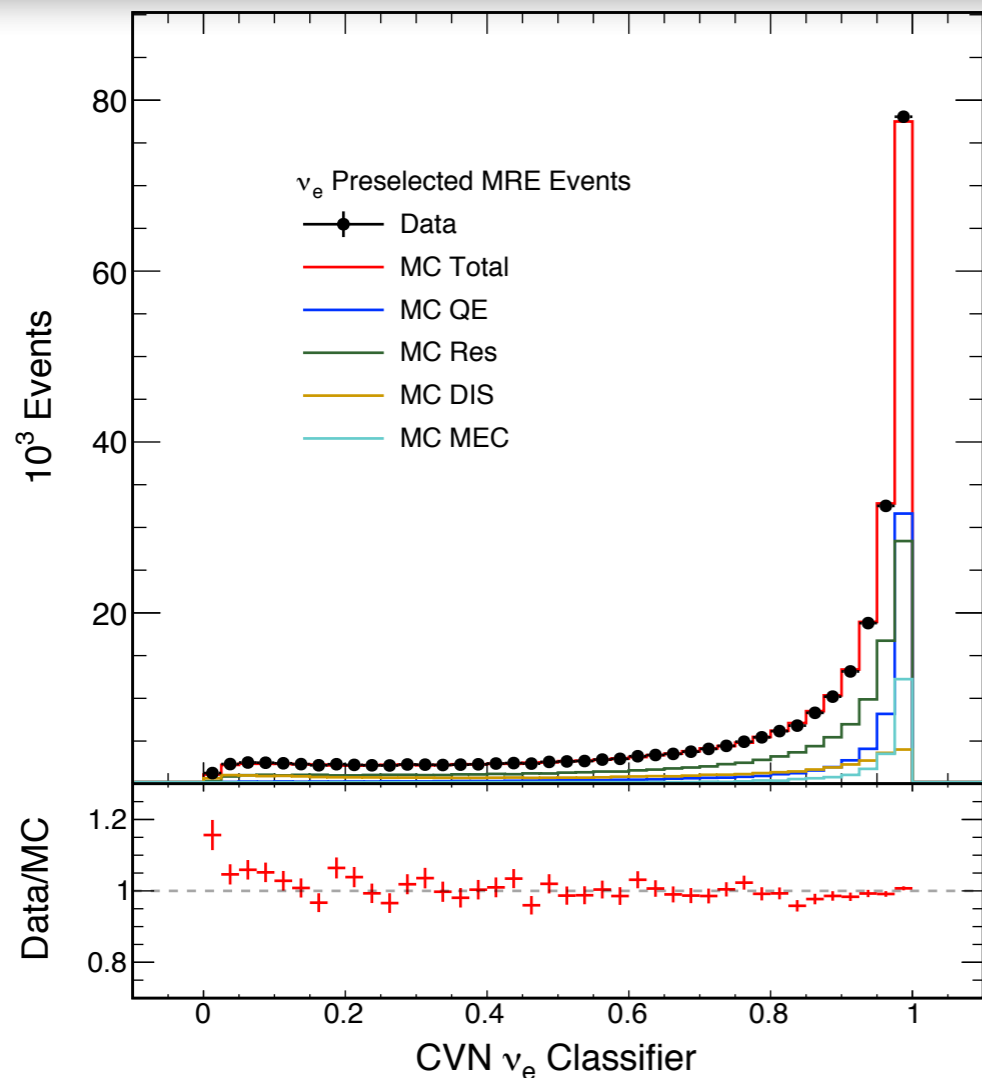 80
60
40
20
10³ Events
νₑ Preselected MRE Events
Data
MC Total
MC QE
MC Res
MC DIS
MC MEC
1.2
1
0.8
Data/MC
0 0.2 0.4 0.6 0.8 1
CVN νₑ Classifier